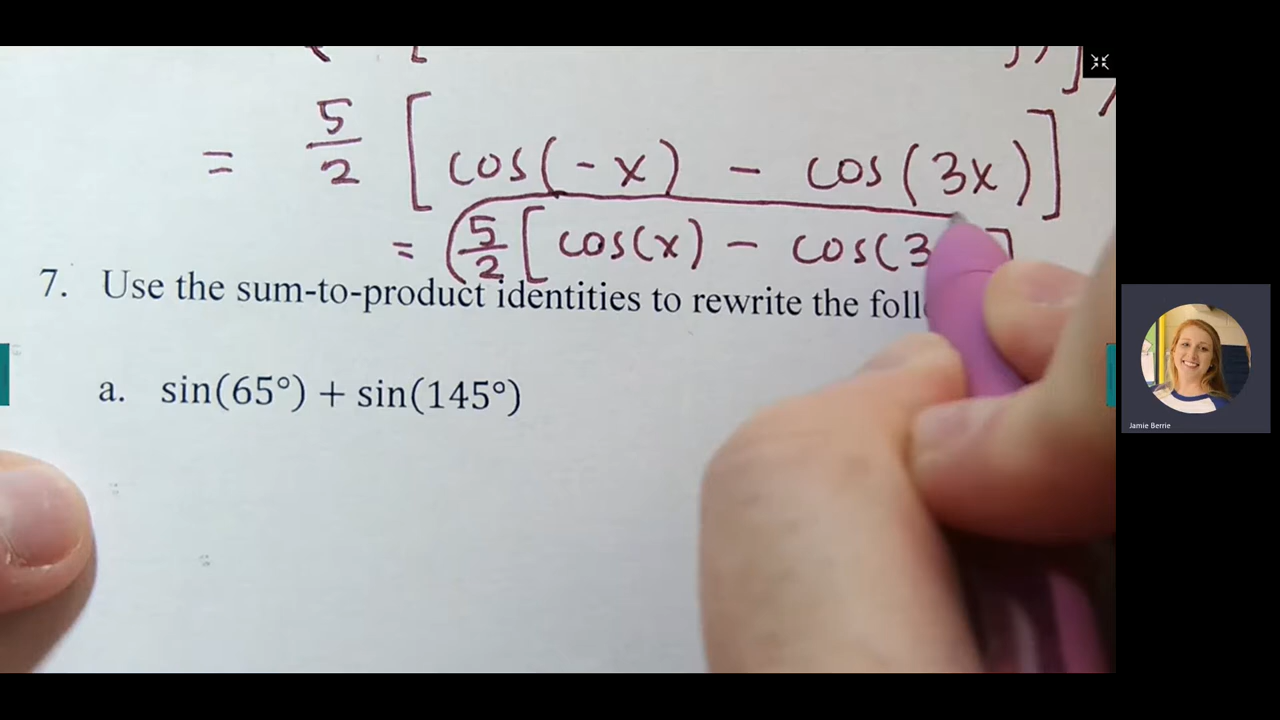 = 5/2 [cos(-x) - cos(3x)]
= 5/2 [cos(x) - cos(3
7. Use the sum-to-product identities to rewrite the
a. sin(65°) + sin(145°)
Jamie Berrie